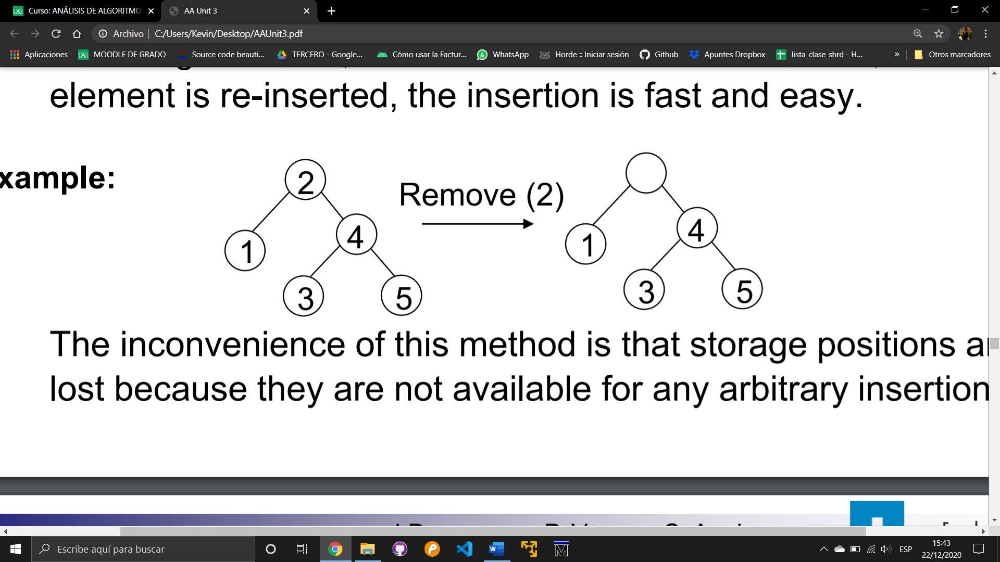 Curso: ANÁLISIS DE ALGORITMO
AA Unit 3
Archivo
C:/Users/Kevin/Desktop/AAUnit3.pdf
Aplicaciones
MOODLE DE GRADO
Source code beauti...
TERCERO - Google...
Cómo usar la Factur...
WhatsApp
Horde :: Iniciar sesión
Github
Apuntes Dropbox
lista_clase_shrd - H...
»
Otros marcadores
element is re-inserted, the insertion is fast and easy.
xample:
2
1
4
3
5
Remove (2)
1
4
3
5
The inconvenience of this method is that storage positions
lost because they are not available for any arbitrary insertion
Escribe aquí para buscar
ESP
15:43
22/12/2020